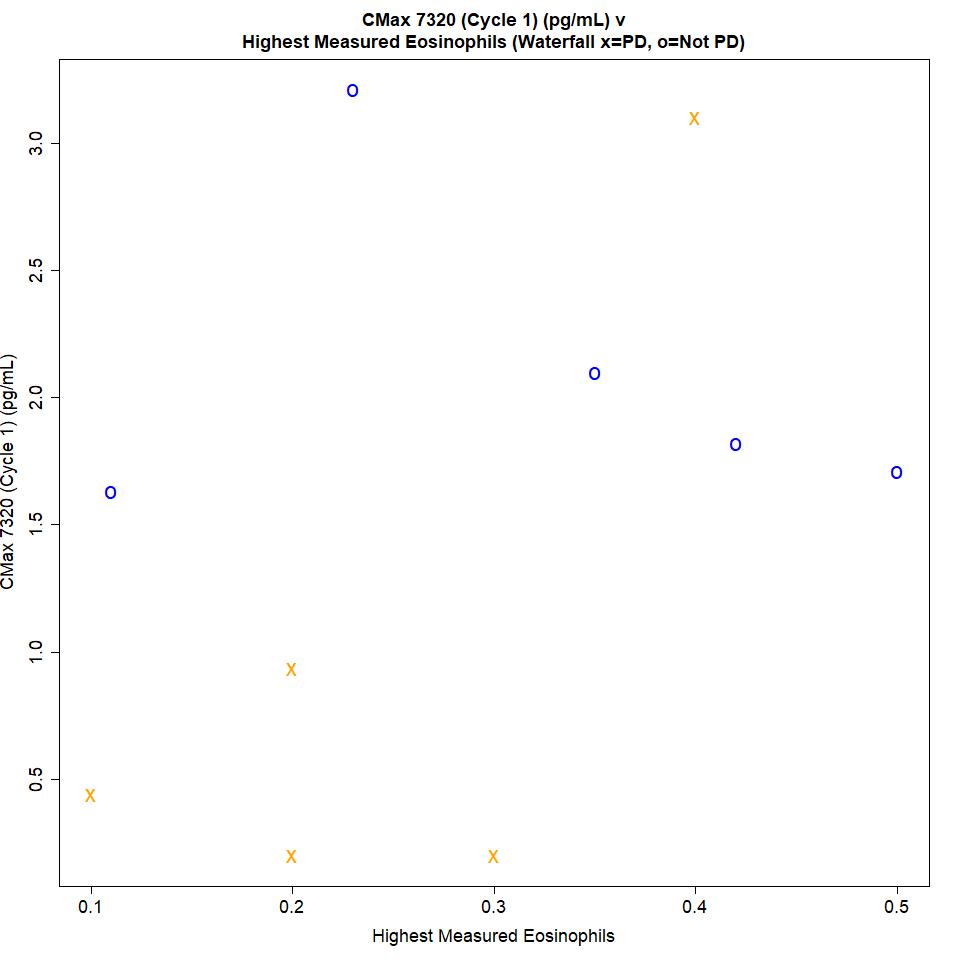 CMax 7320 (Cycle 1) (pg/mL) v
Highest Measured Eosinophils (Waterfall x=PD, o=Not PD)
CMax 7320 (Cycle 1) (pg/mL)
3.0
2.5
2.0
1.5
1.0
0.5
o
x
o
o
o
o
x
x
x
x
0.1 0.2 0.3 0.4 0.5
Highest Measured Eosinophils